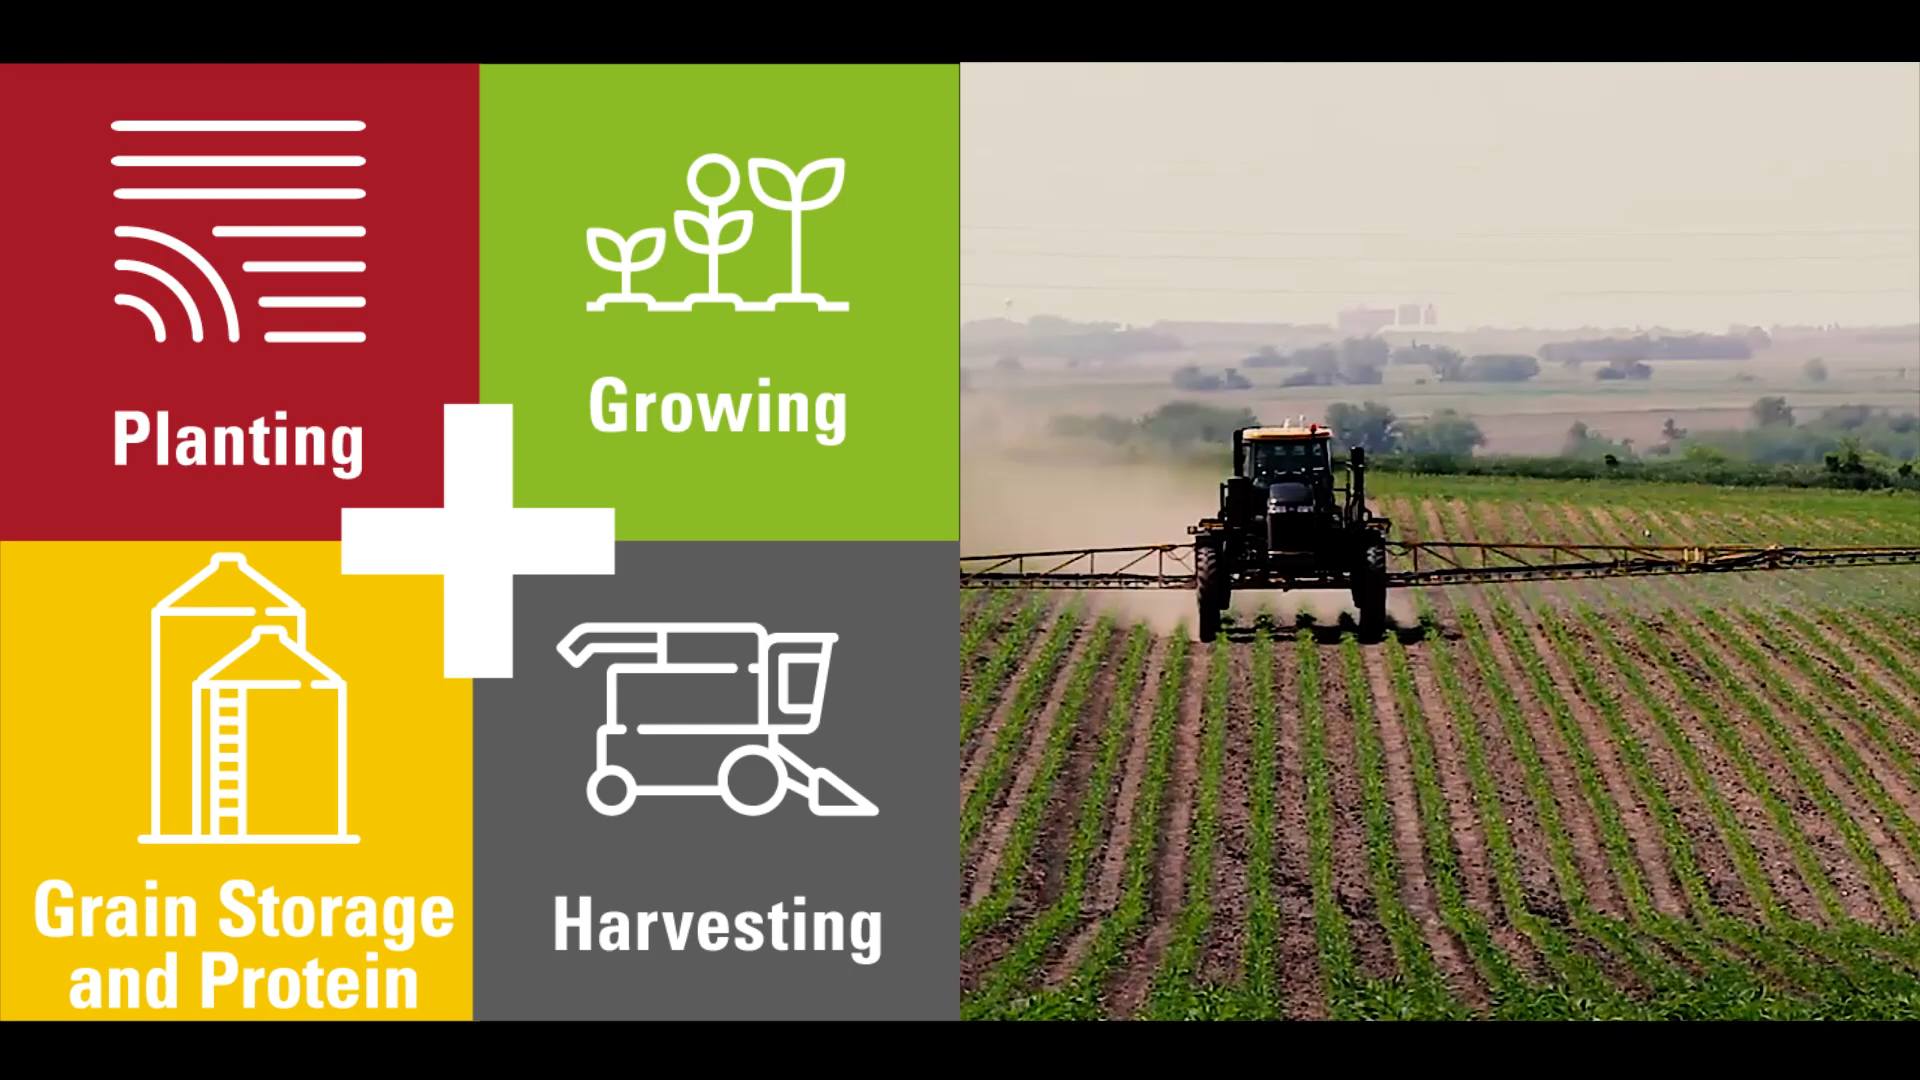 Planting
Growing
Grain Storage
and Protein
Harvesting